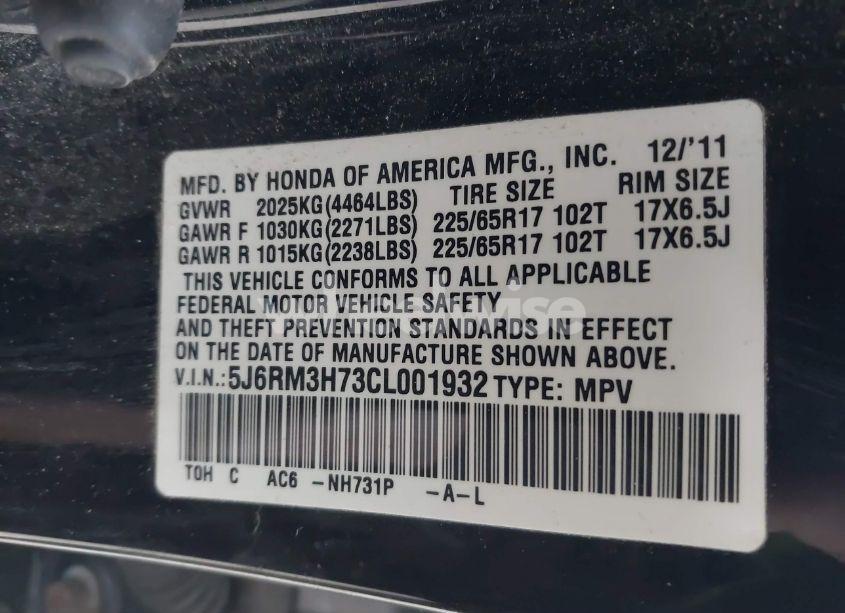 MFD. BY HONDA OF AMERICA MFG., INC. 12/'11
GVWR 2025KG(4464LBS) TIRE SIZE RIM SIZE
GAWR F 1030KG(2271LBS) 225/65R17 102T 17X6.5J
GAWR R 1015KG(2238LBS) 225/65R17 102T 17X6.5J
THIS VEHICLE CONFORMS TO ALL APPLICABLE
FEDERAL MOTOR VEHICLE SAFETY
AND THEFT PREVENTION STANDARDS IN EFFECT
ON THE DATE OF MANUFACTURE SHOWN ABOVE.
V.I.N.: 5J6RM3H73CL001932 TYPE: MPV
TOH C AC6 -NH731P -A-L